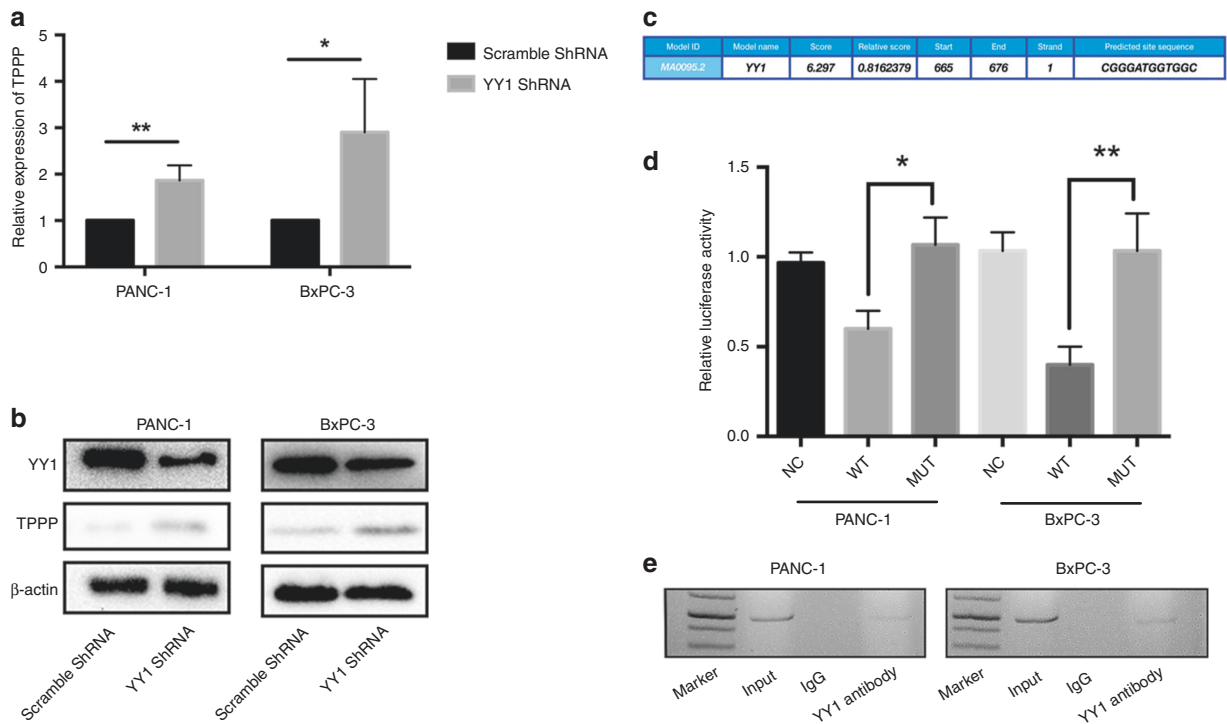 a
Relative expression of TPPP
5
4
3
2
1
0
**
*
PANC-1
BxPC-3
Scramble ShRNA
YY1 ShRNA
b
PANC-1
BxPC-3
YY1
TPPP
β-actin
Scramble ShRNA
YY1 ShRNA
Scramble ShRNA
YY1 ShRNA
c
Model ID Model name Score Relative score Start End Strand Predicted site sequence
MA0095.2 YY1 6.297 0.8162379 665 676 1 CGGGATGGTGGC
d
Relative luciferase activity
1.5
1.0
0.5
0.0
*
**
NC
WT
MUT
NC
WT
MUT
PANC-1
BxPC-3
e
PANC-1
BxPC-3
Marker
Input
IgG
YY1 antibody
Marker
Input
IgG
YY1 antibody